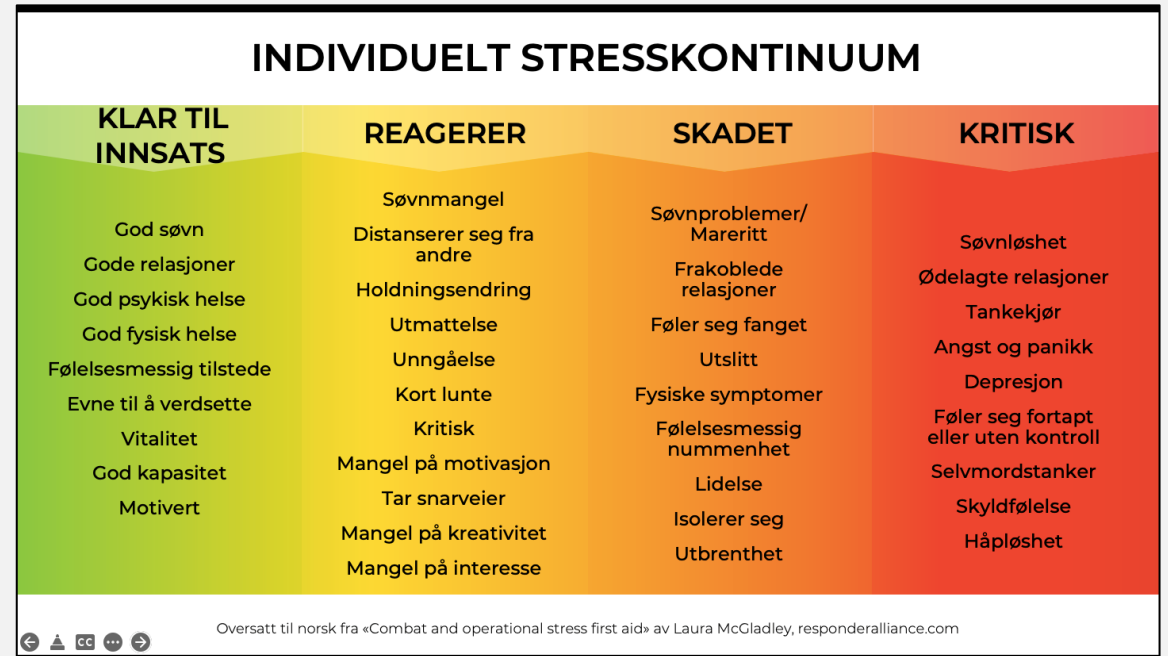 INDIVIDUELT STRESSKONTINUUM
KLAR TIL
INNSATS
God søvn
Gode relasjoner
God psykisk helse
God fysisk helse
Følelsesmessig tilstede
Evne til å verdsette
Vitalitet
God kapasitet
Motivert
REAGERER
Søvnmangel
Distanserer seg fra
andre
Holdningsendring
Utmattelse
Unngåelse
Kort lunte
Kritisk
Mangel på motivasjon
Tar snarveier
Mangel på kreativitet
Mangel på interesse
SKADET
Søvnproblemer/
Mareritt
Frakoblede
relasjoner
Føler seg fanget
Utslitt
Fysiske symptomer
Følelsesmessig
nummenhet
Lidelse
Isolerer seg
Utbrenthet
KRITISK
Søvnløshet
Ødelagte relasjoner
Tankekjør
Angst og panikk
Depresjon
Føler seg fortapt
eller uten kontroll
Selvmordstanker
Skyldfølelse
Håpløshet
Oversatt til norsk fra «Combat and operational stress first aid» av Laura McGladley, responderalliance.com
CC